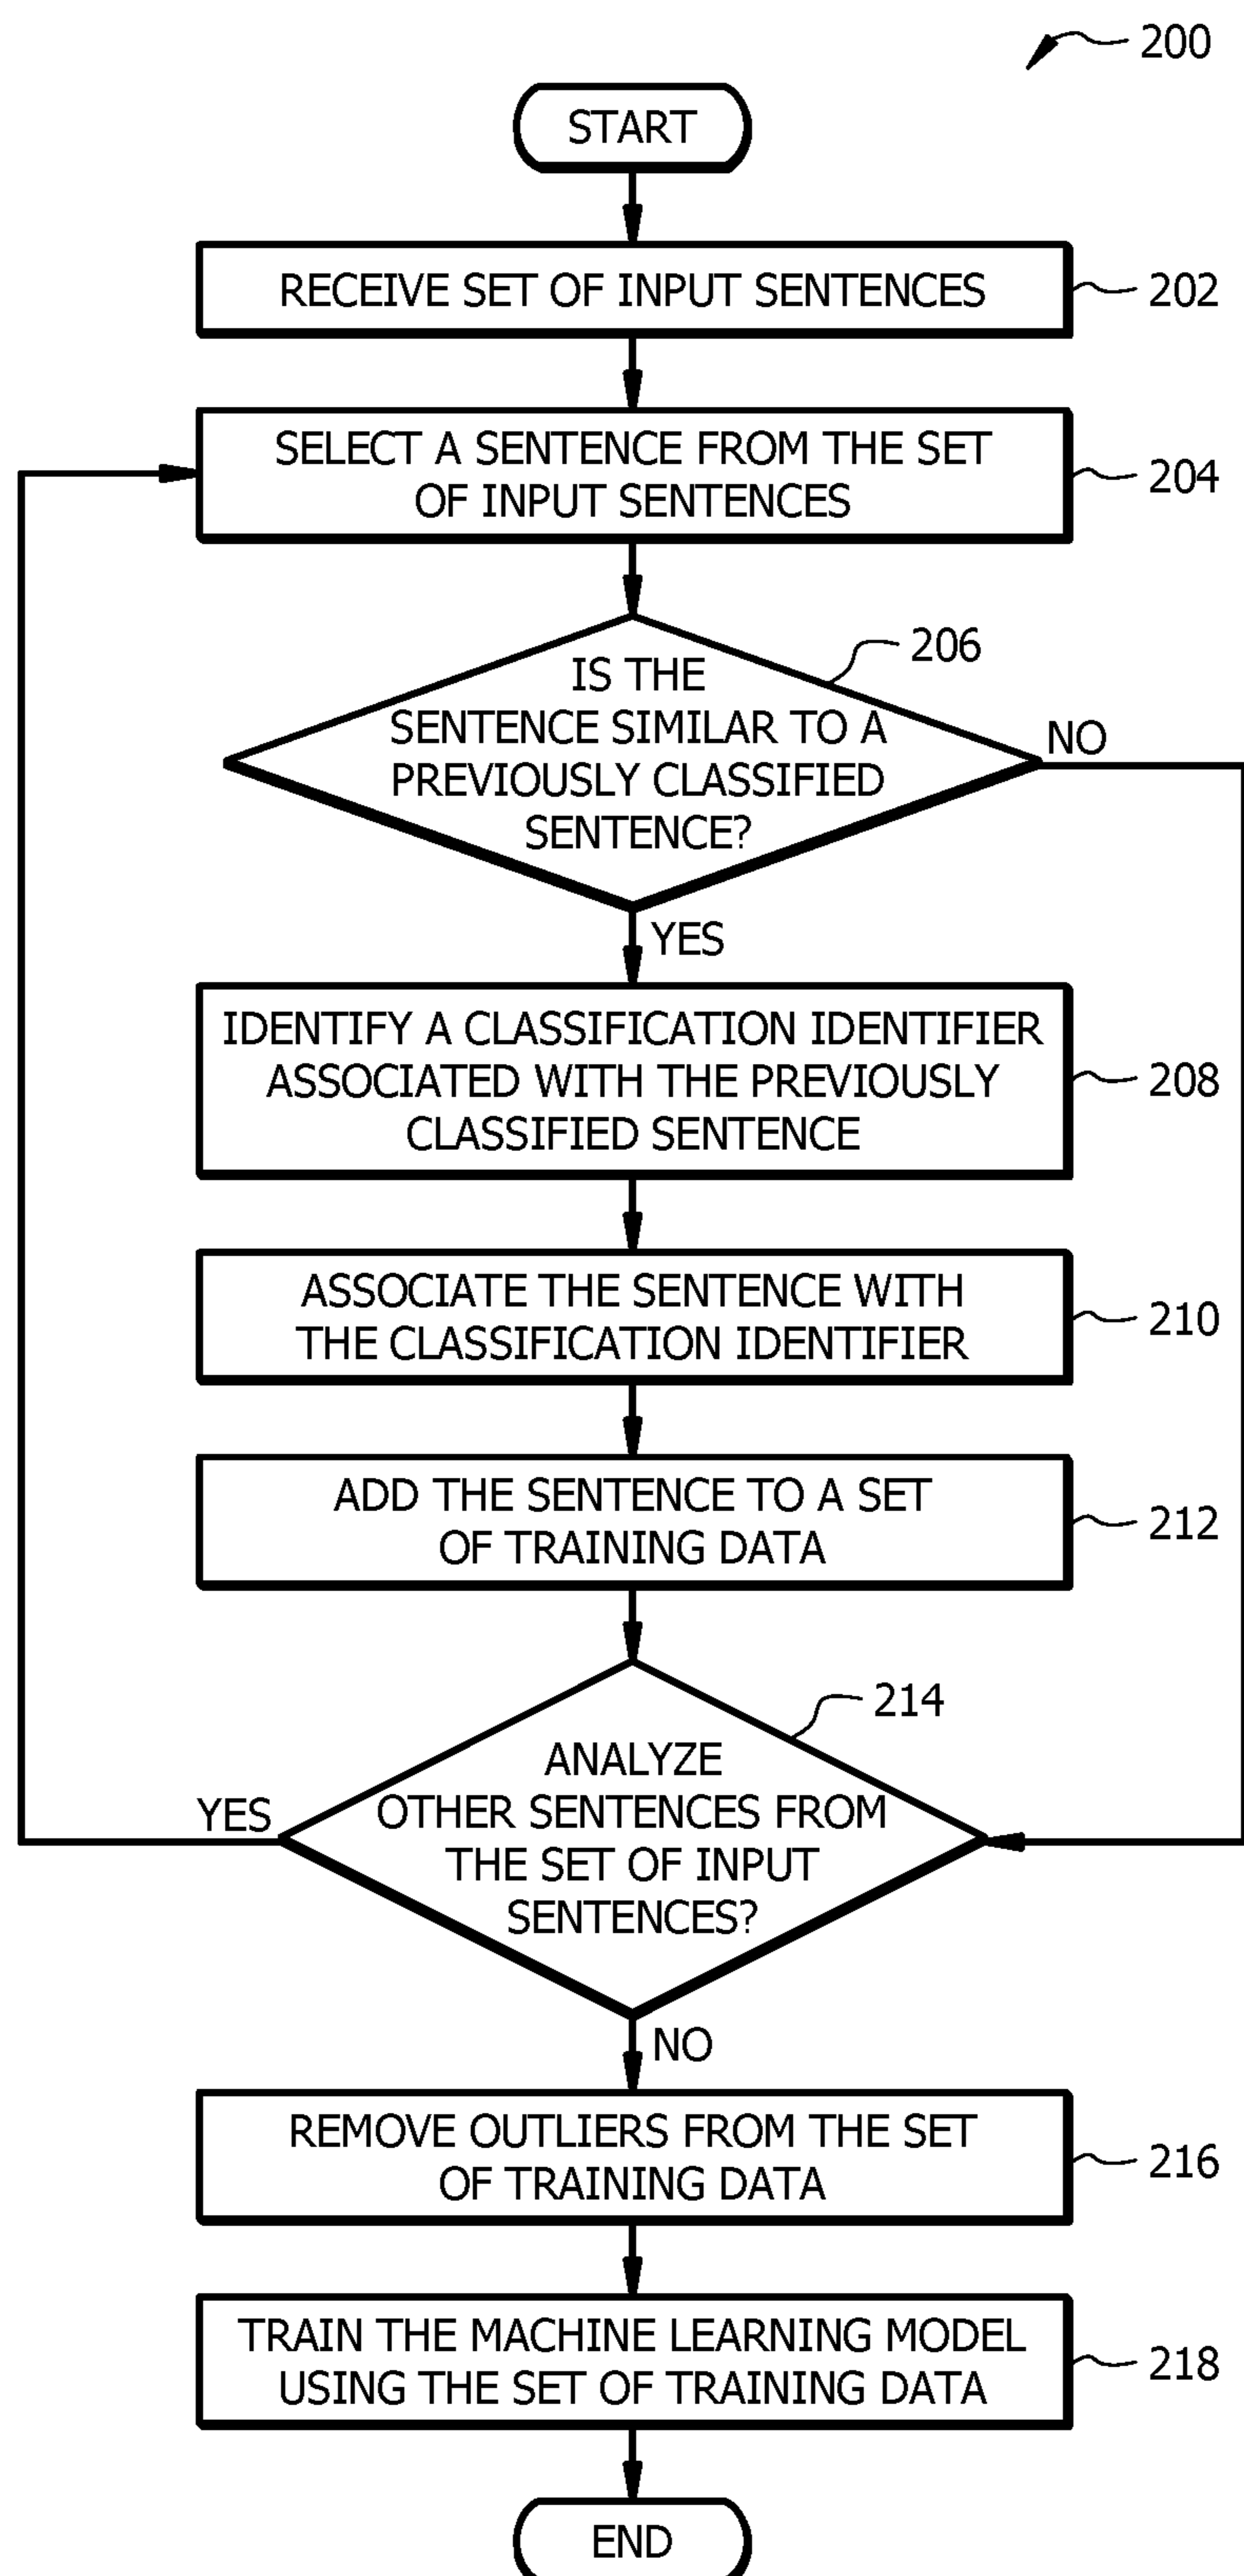 200
START
RECEIVE SET OF INPUT SENTENCES
202
SELECT A SENTENCE FROM THE SET
OF INPUT SENTENCES
204
206
IS THE
SENTENCE SIMILAR TO A
PREVIOUSLY CLASSIFIED
SENTENCE?
NO
YES
IDENTIFY A CLASSIFICATION IDENTIFIER
ASSOCIATED WITH THE PREVIOUSLY
CLASSIFIED SENTENCE
208
ASSOCIATE THE SENTENCE WITH
THE CLASSIFICATION IDENTIFIER
210
ADD THE SENTENCE TO A SET
OF TRAINING DATA
212
214
ANALYZE
OTHER SENTENCES FROM
THE SET OF INPUT
SENTENCES?
YES
NO
REMOVE OUTLIERS FROM THE SET
OF TRAINING DATA
216
TRAIN THE MACHINE LEARNING MODEL
USING THE SET OF TRAINING DATA
218
END